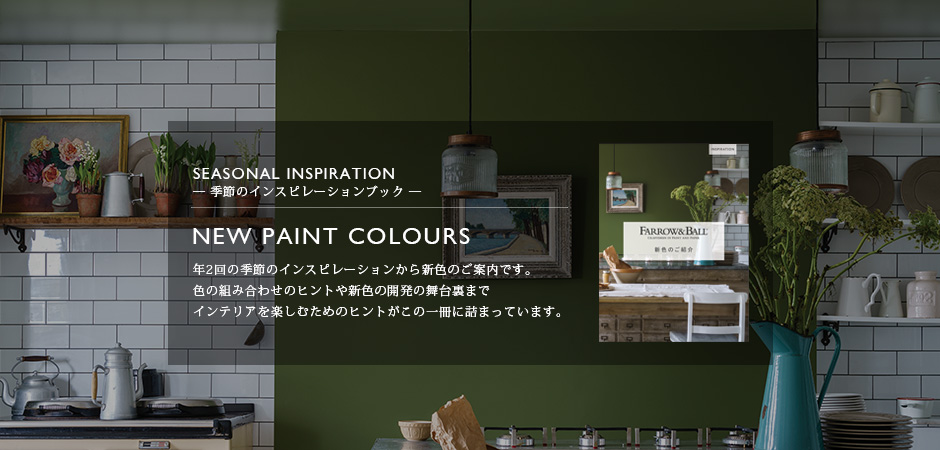 SEASONAL INSPIRATION
— 季節のインスピレーションブック —
NEW PAINT COLOURS
年2回の季節のインスピレーションから新色のご案内です。
色の組み合わせのヒントや新色の開発の舞台裏まで
インテリアを楽しむためのヒントがこの一冊に詰まっています。
INSPIRATION
FARROW&BALL
CRAFTSMEN IN PAINT AND PAPER
新色のご紹介